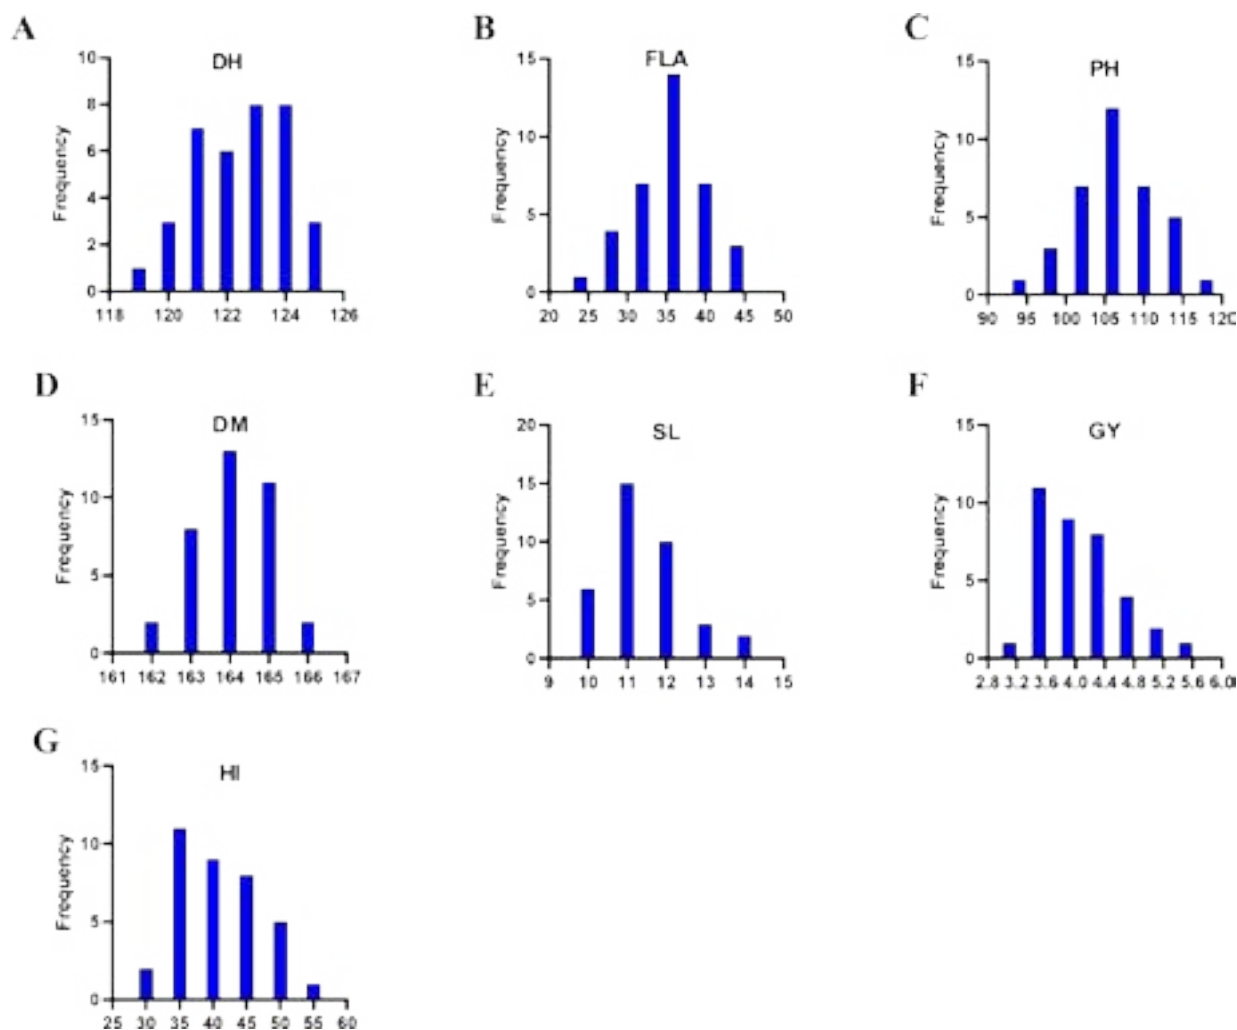 A
DH
Frequency
10
8
6
4
2
0
118 120 122 124 126
B
FLA
Frequency
15
10
5
0
20 25 30 35 40 45 50
C
PH
Frequency
15
10
5
0
90 95 100 105 110 115 120
D
DM
Frequency
15
10
5
0
161 162 163 164 165 166 167
E
SL
Frequency
20
15
10
5
0
9 10 11 12 13 14 15
F
GY
Frequency
15
10
5
0
2.8 3.2 3.6 4.0 4.4 4.8 5.2 5.6 6.0
G
HI
Frequency
15
10
5
0
25 30 35 40 45 50 55 60